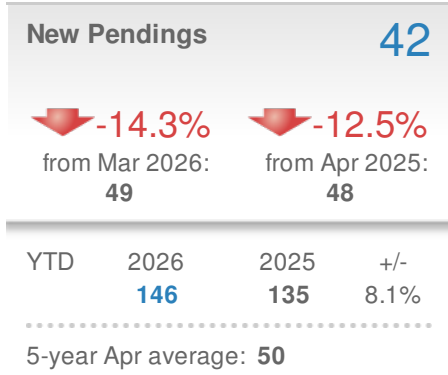 New Pendings 42
-14.3% -12.5%
from Mar 2026: from Apr 2025:
49 48
YTD 2026 2025 +/-
146 135 8.1%
5-year Apr average: 50